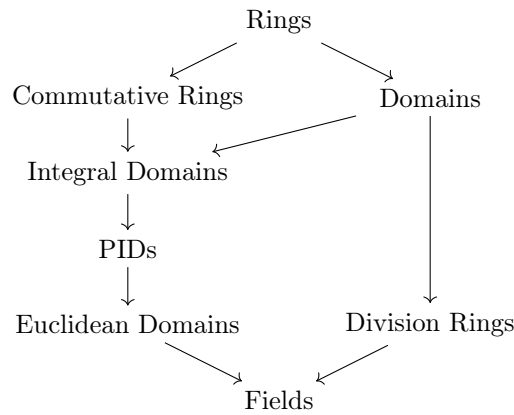 Rings
Commutative Rings
Domains
Integral Domains
PIDs
Euclidean Domains
Division Rings
Fields